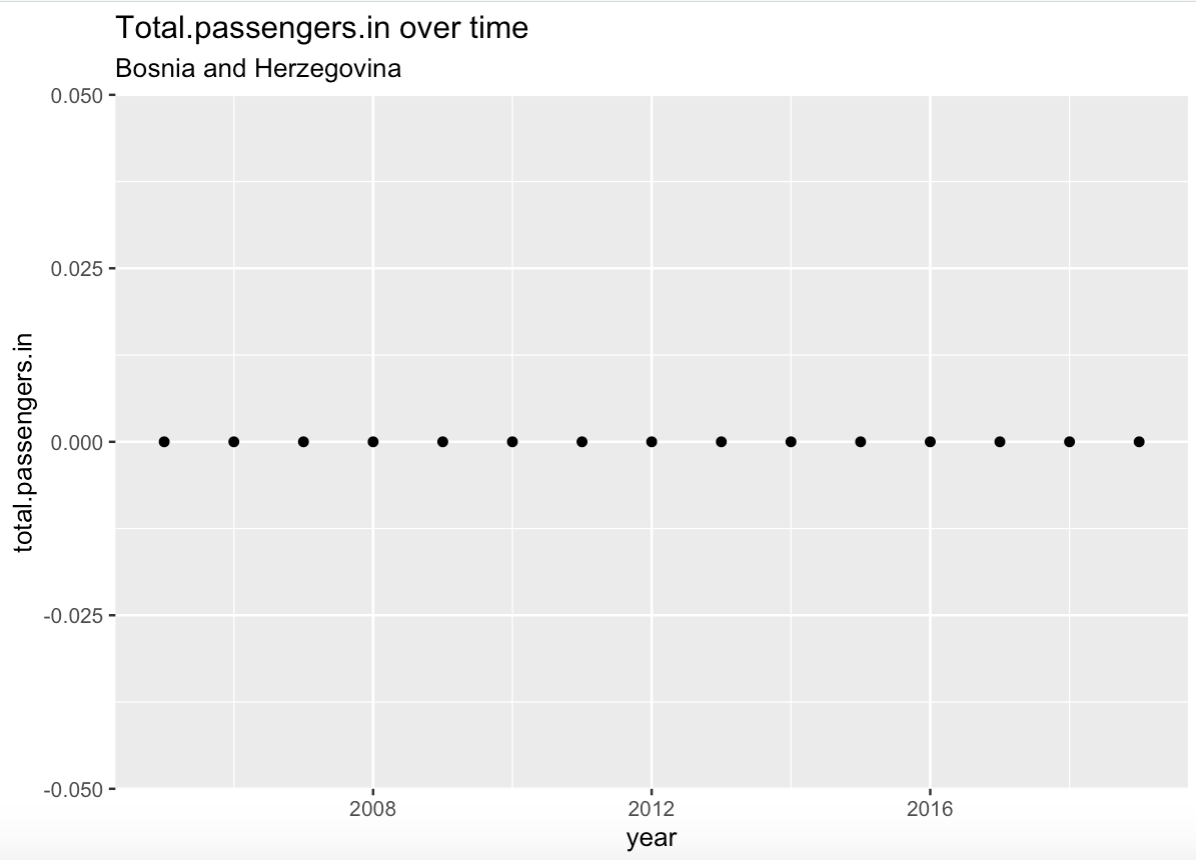 Total.passengers.in over time
Bosnia and Herzegovina
0.050
0.025
0.000
-0.025
-0.050
total.passengers.in
2008
2012
2016
year